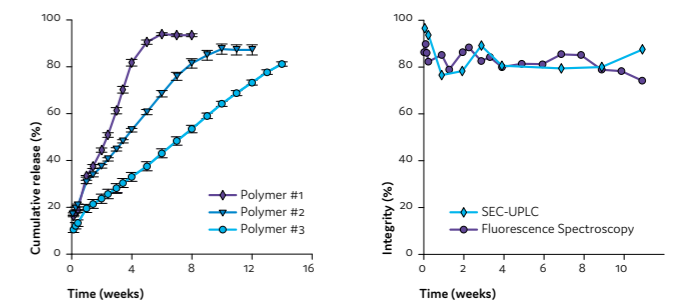 100
80
60
40
20
0
Cumulative release (%)
Polymer #1
Polymer #2
Polymer #3
0 4 8 12 16
Time (weeks)
100
80
60
40
20
0
Integrity (%)
SEC-UPLC
Fluorescence Spectroscopy
0 2 4 6 8 10
Time (weeks)